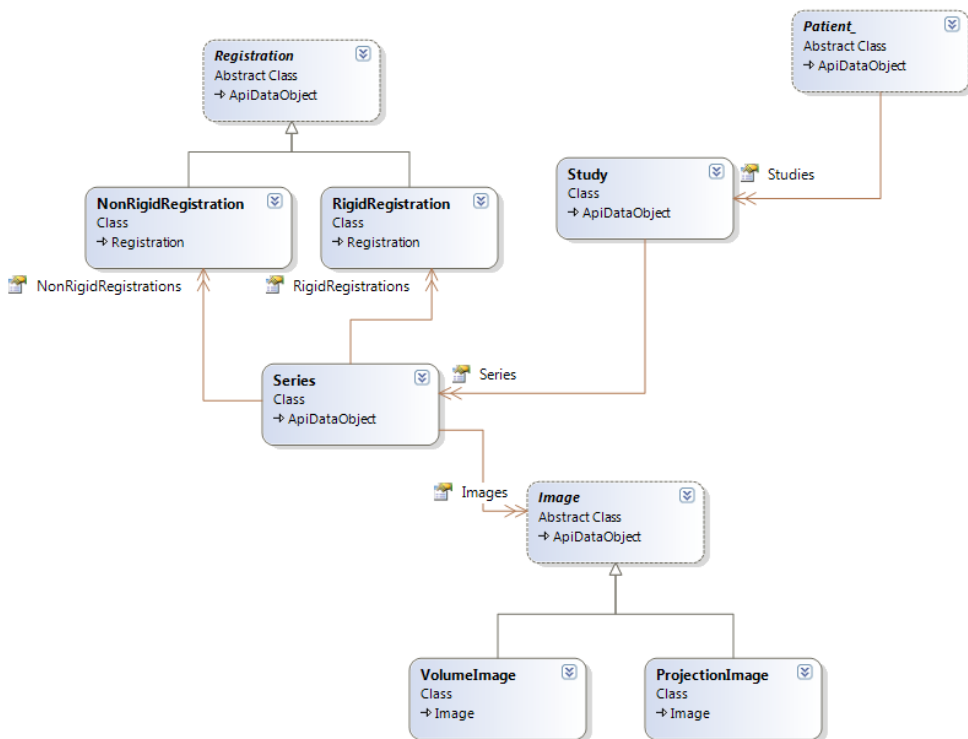 Registration
Abstract Class
→ ApiDataObject
Patient_
Abstract Class
→ ApiDataObject
Studies
Study
Class
→ ApiDataObject
NonRigidRegistration
Class
→ Registration
RigidRegistration
Class
→ Registration
NonRigidRegistrations
RigidRegistrations
Series
Class
→ ApiDataObject
Series
Images
Image
Abstract Class
→ ApiDataObject
VolumeImage
Class
→ Image
ProjectionImage
Class
→ Image